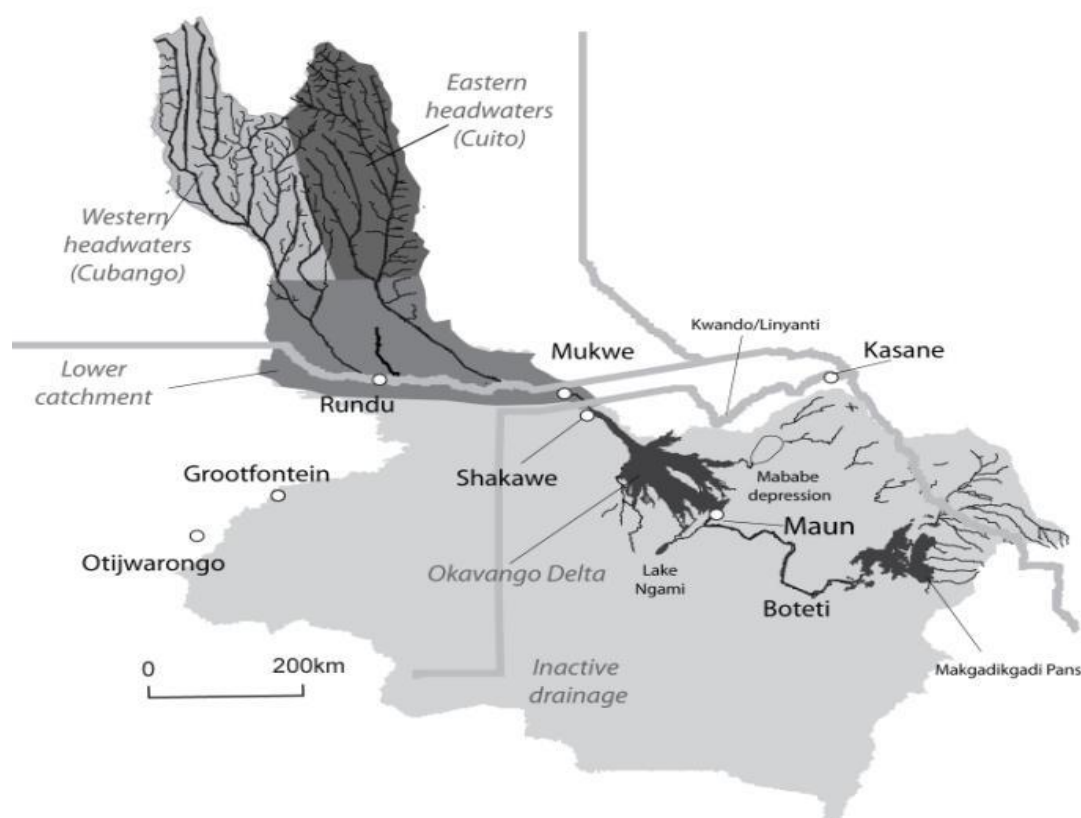 Eastern
headwaters
(Cuito)
Western
headwaters
(Cubango)
Kwando/Linyanti
Mukwe
Kasane
Lower
catchment
Rundu
Grootfontein
Shakawe
Mababe
depression
Otijwarongo
Maun
Okavango Delta
Lake
Ngami
Boteti
0
200km
Inactive
drainage
Makgadikgadi Pans